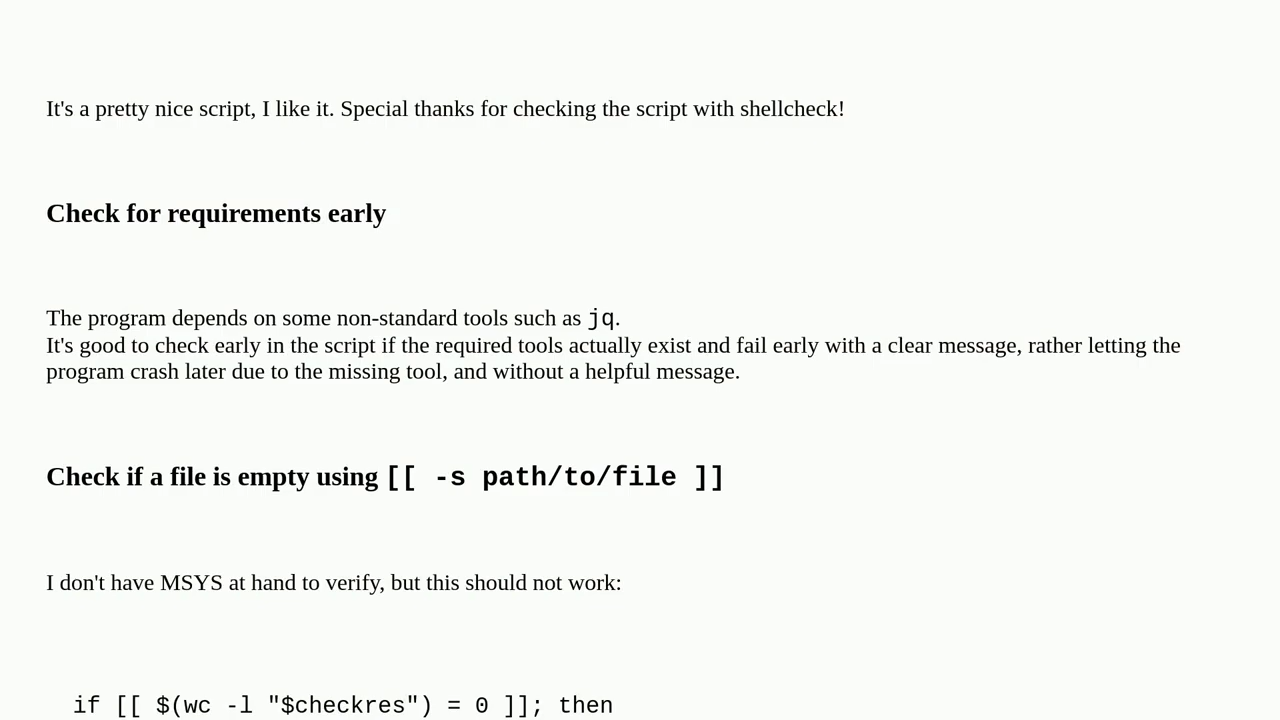 It's a pretty nice script, I like it. Special thanks for checking the script with shellcheck!
Check for requirements early
The program depends on some non-standard tools such as jq.
It's good to check early in the script if the required tools actually exist and fail early with a clear message, rather letting the
program crash later due to the missing tool, and without a helpful message.
Check if a file is empty using [[ -s path/to/file ]]
I don't have MSYS at hand to verify, but this should not work:
if [[ $(wc -l "$checkres") = 0 ]]; then